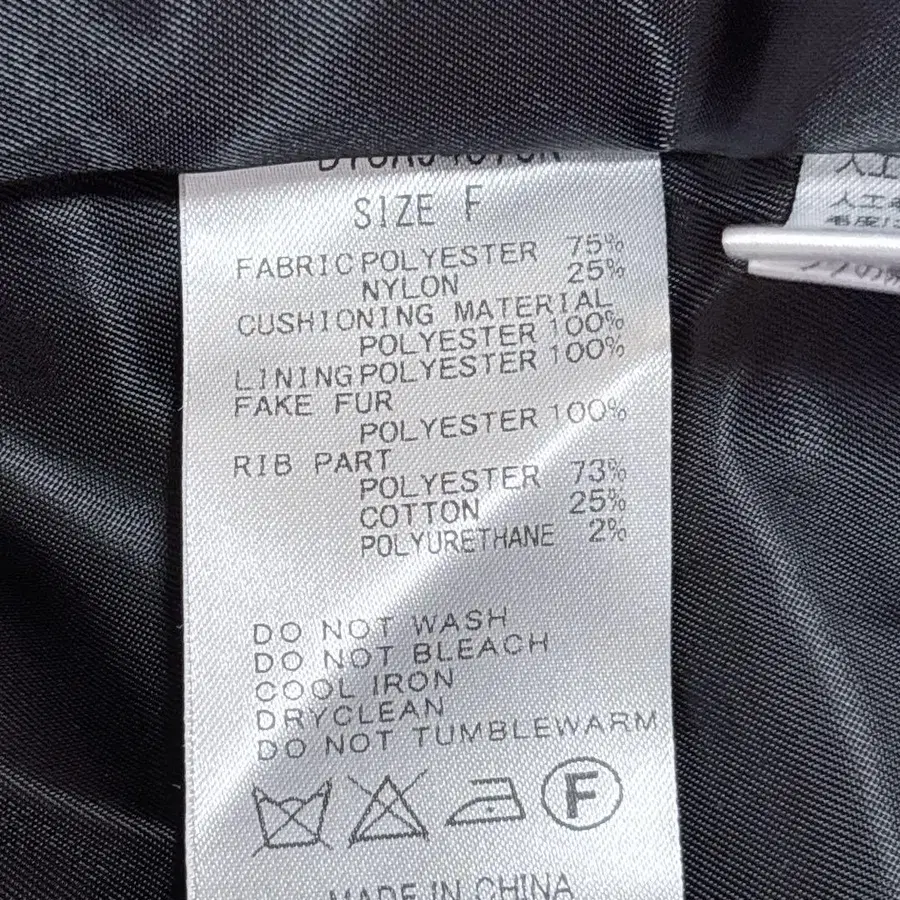 SIZE F
FABRIC POLYESTER 75%
NYLON 25%
CUSHIONING MATERIAL
POLYESTER 100%
LINING POLYESTER 100%
FAKE FUR
POLYESTER 100%
RIB PART
POLYESTER 73%
COTTON 25%
POLYURETHANE 2%
DO NOT WASH
DO NOT BLEACH
COOL IRON
DRYCLEAN
DO NOT TUMBLEWARM
F
MADE IN CHINA
人工